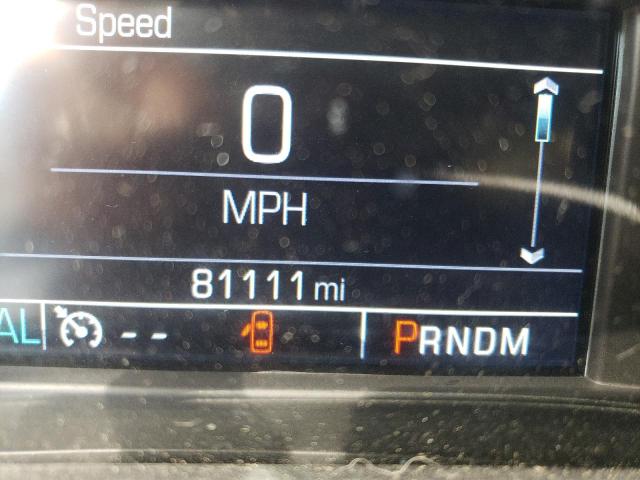 Speed
0
MPH
81111 mi
AL -- PRNDM